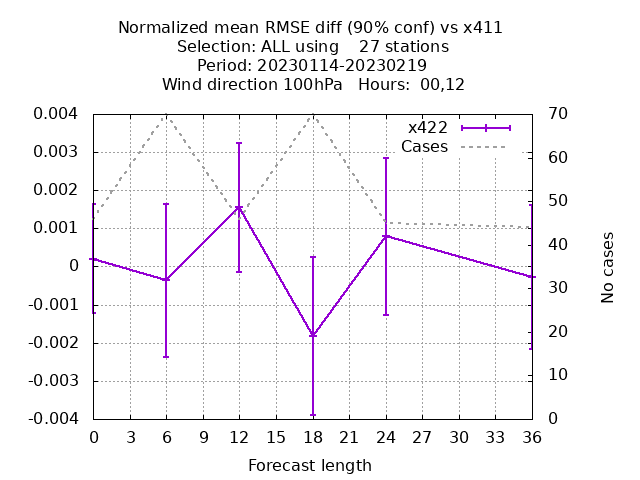 Normalized mean RMSE diff (90% conf) vs x411
Selection: ALL using    27 stations
Period: 20230114-20230219
Wind direction 100hPa   Hours:  00,12
0.004
0.003
0.002
0.001
0
-0.001
-0.002
-0.003
-0.004
x422
Cases
70
60
50
40
30
20
10
0
No cases
0 3 6 9 12 15 18 21 24 27 30 33 36
Forecast length